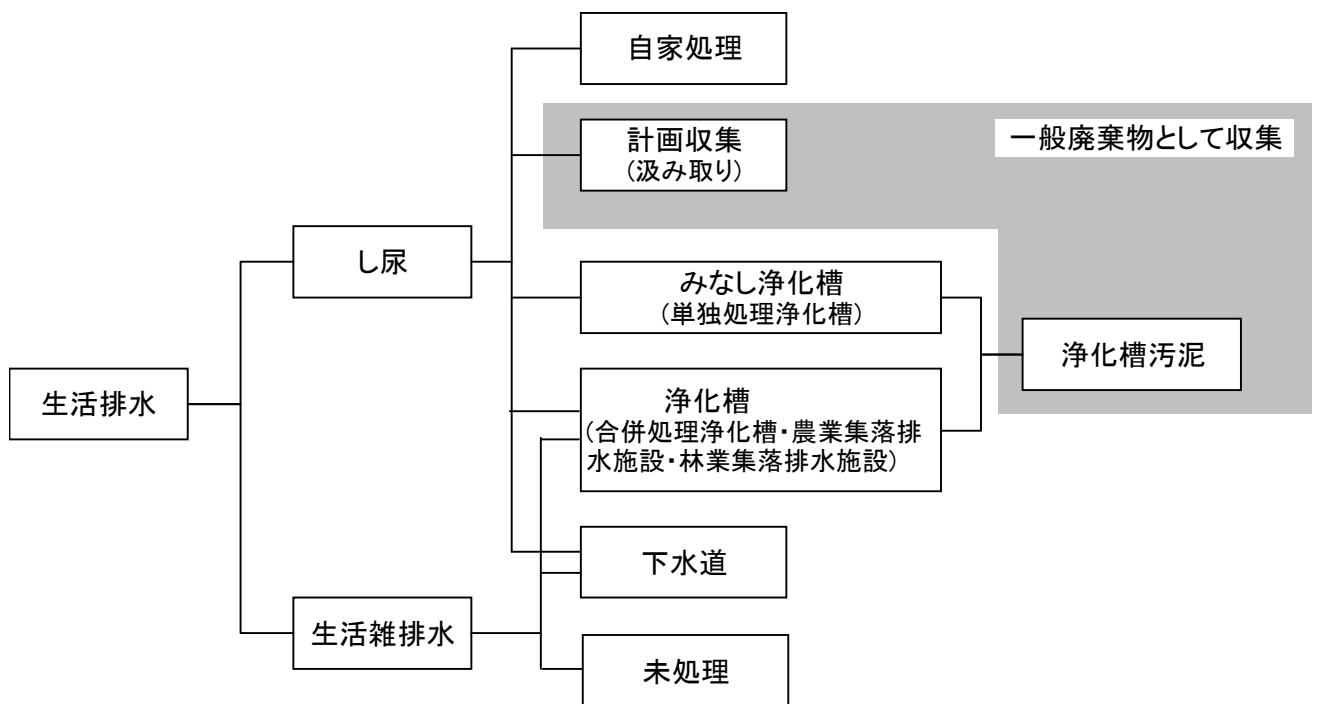 自家処理
計画収集
(汲み取り)
一般廃棄物として収集
し尿
みなし浄化槽
(単独処理浄化槽)
浄化槽汚泥
生活排水
浄化槽
(合併処理浄化槽・農業集落排
水施設・林業集落排水施設)
下水道
生活雑排水
未処理